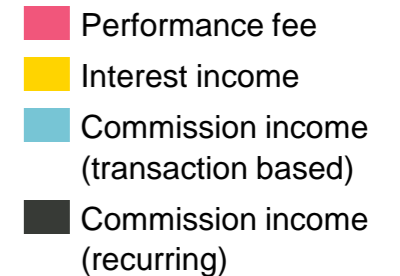 Performance fee
Interest income
Commission income
(transaction based)
Commission income
(recurring)